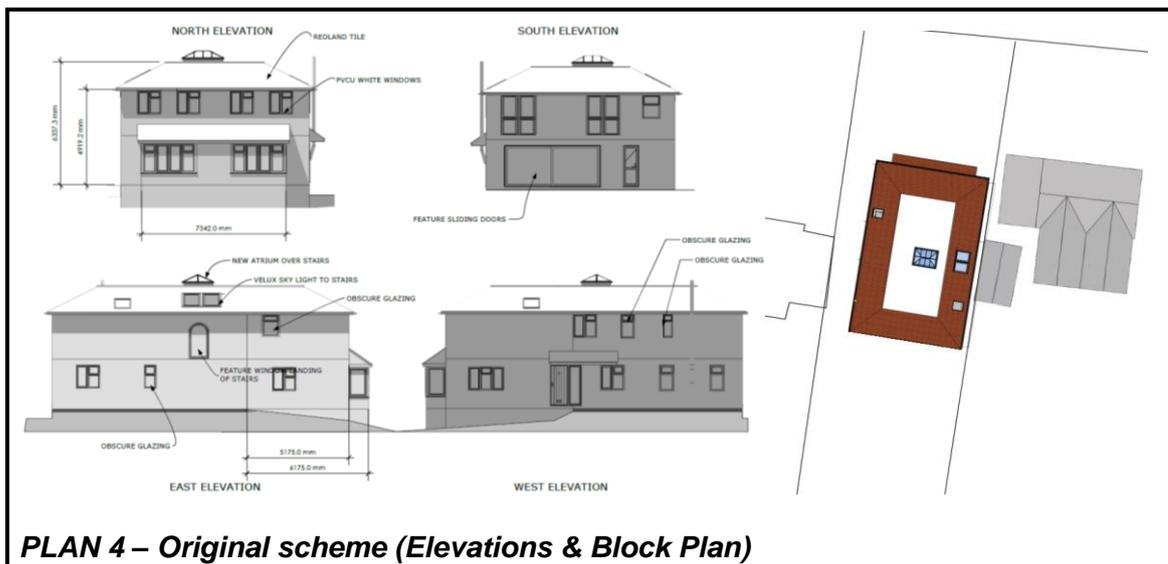 NORTH ELEVATION
REDLAND TILE
PVCU WHITE WINDOWS
6337.3 mm
4919.2 mm
7342.0 mm
SOUTH ELEVATION
FEATURE SLIDING DOORS
NEW ATRIUM OVER STAIRS
VELUX SKY LIGHT TO STAIRS
OBSCURE GLAZING
FEATURE WINDOW LANDING
OF STAIRS
OBSCURE GLAZING
5175.0 mm
6175.0 mm
EAST ELEVATION
OBSCURE GLAZING
OBSCURE GLAZING
WEST ELEVATION
PLAN 4 – Original scheme (Elevations & Block Plan)